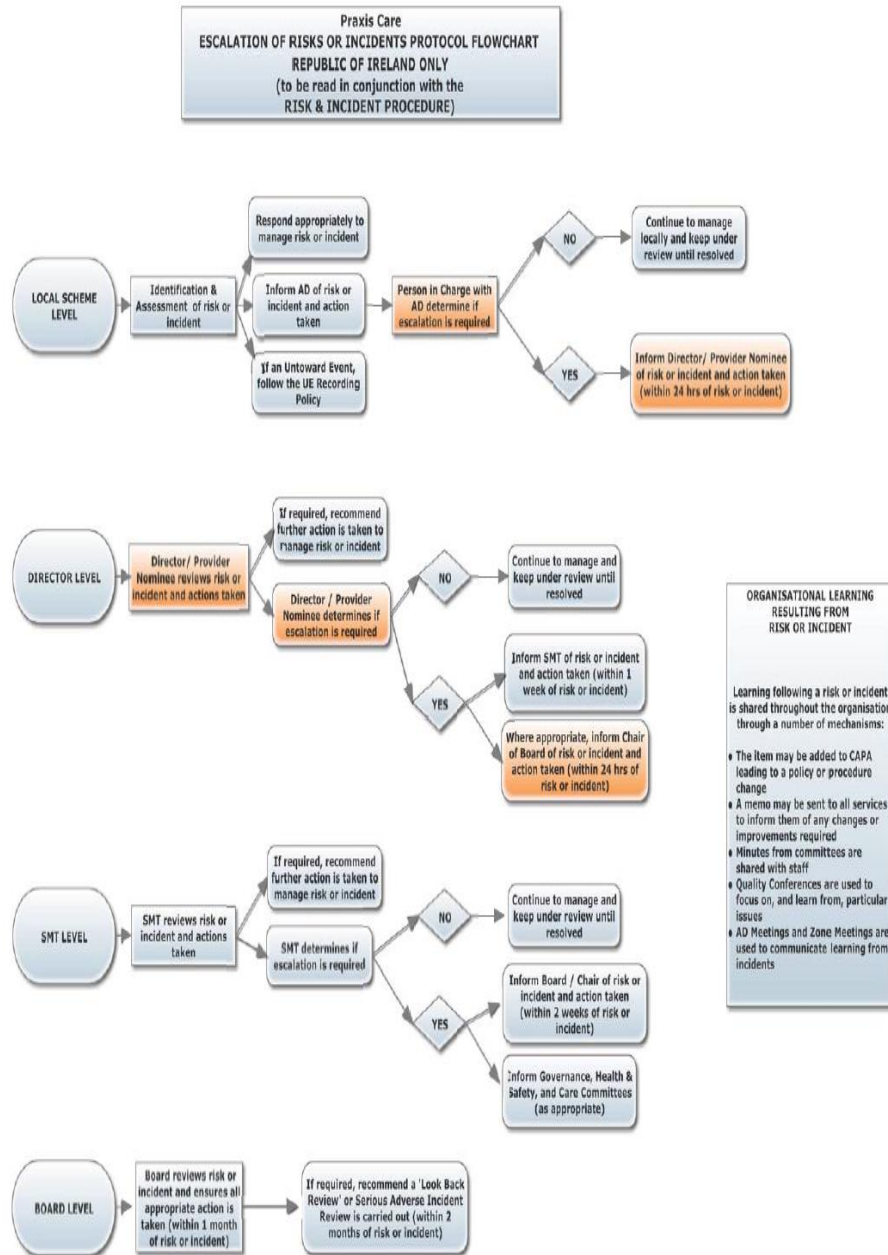 Praxis Care
ESCALATION OF RISKS OR INCIDENTS PROTOCOL FLOWCHART
REPUBLIC OF IRELAND ONLY
(to be read in conjunction with the
RISK & INCIDENT PROCEDURE)
LOCAL SCHEME
LEVEL
Identification &
Assessment of risk or
incident
Respond appropriately to
manage risk or incident
Inform AD of risk or
incident and action
taken
If an Untoward Event,
follow the UE Recording
Policy
Person in Charge with
AD determine if
escalation is required
NO
Continue to manage
locally and keep under
review until resolved
YES
Inform Director/ Provider Nominee
of risk or incident and action taken
(within 24 hrs of risk or incident)
DIRECTOR LEVEL
Director/ Provider
Nominee reviews risk or
incident and actions taken
If required, recommend
further action is taken to
manage risk or incident
Director / Provider
Nominee determines if
escalation is required
NO
Continue to manage and
keep under review until
resolved
YES
Inform SMT of risk or incident
and action taken (within 1
week of risk or incident)
Where appropriate, inform Chair
of Board of risk or incident and
action taken (within 24 hrs of
risk or incident)
SMT LEVEL
SMT reviews risk or
incident and actions
taken
If required, recommend
further action is taken to
manage risk or incident
SMT determines if
escalation is required
NO
Continue to manage and
keep under review until
resolved
YES
Inform Board / Chair of risk or
incident and action taken
(within 2 weeks of risk or
incident)
Inform Governance, Health &
Safety, and Care Committees
(as appropriate)
BOARD LEVEL
Board reviews risk or
incident and ensures all
appropriate action is
taken (within 1 month
of risk or incident)
If required, recommend a 'Look Back
Review' or Serious Adverse Incident
Review is carried out (within 2
months of risk or incident)
ORGANISATIONAL LEARNING
RESULTING FROM
RISK OR INCIDENT
Learning following a risk or incident
is shared throughout the organisation
through a number of mechanisms:
• The item may be added to CAPA
leading to a policy or procedure
change
• A memo may be sent to all services
to inform them of any changes or
improvements required
• Minutes from committees are
shared with staff
• Quality Conferences are used to
focus on, and learn from, particular
issues
• AD Meetings and Zone Meetings are
used to communicate learning from
incidents